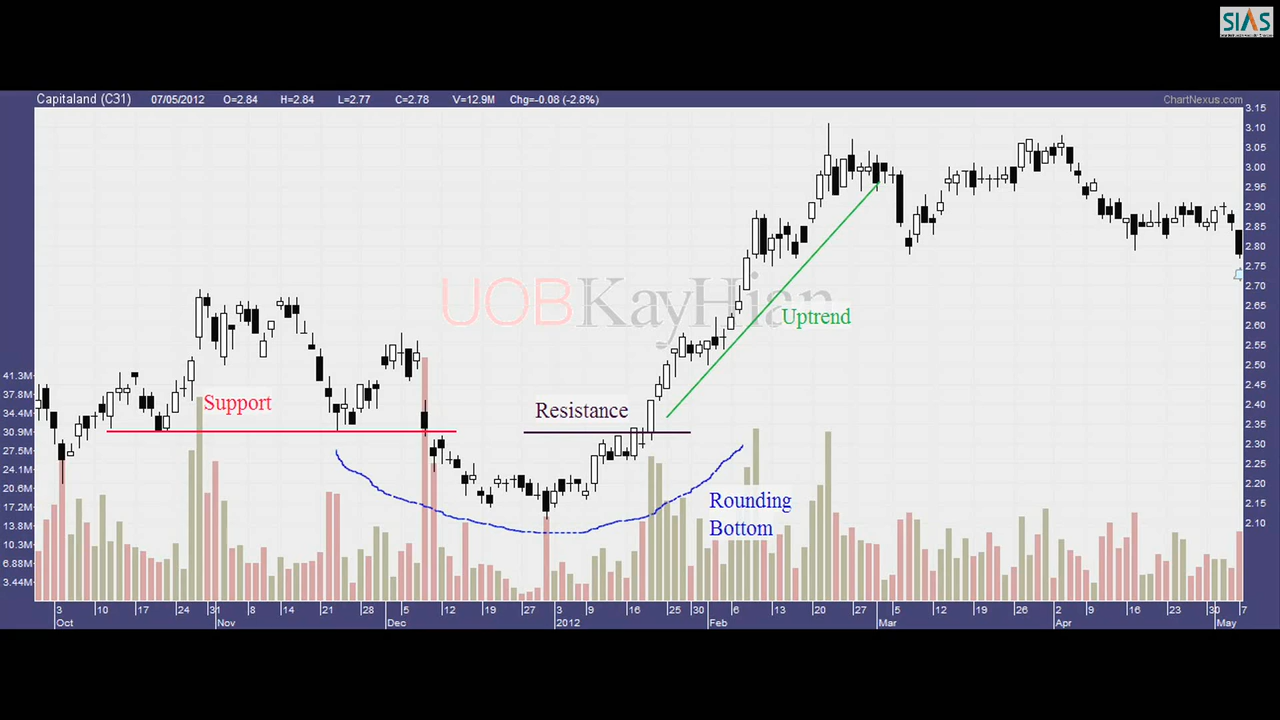 SIAS
Capitaland (C31) 07/05/2012 O=2.84 H=2.84 L=2.77 C=2.78 V=12.9M Chg=-0.08 (-2.8%) ChartNexus.com
3.15
3.10
3.05
3.00
2.95
2.90
2.85
2.80
2.75
2.70
2.65
2.60
2.55
2.50
2.45
2.40
2.35
2.30
2.25
2.20
2.15
2.10
UOBKayHian
Uptrend
Support
Resistance
Rounding
Bottom
41.3M
37.8M
34.4M
30.9M
27.5M
24.1M
20.6M
17.2M
13.8M
10.3M
6.88M
3.44M
3 10 17 24 31 8 14 21 28 5 12 19 27 3 9 16 25 30 6 13 20 27 5 12 19 26 2 9 16 23 30 7
Oct Nov Dec 2012 Feb Mar Apr May